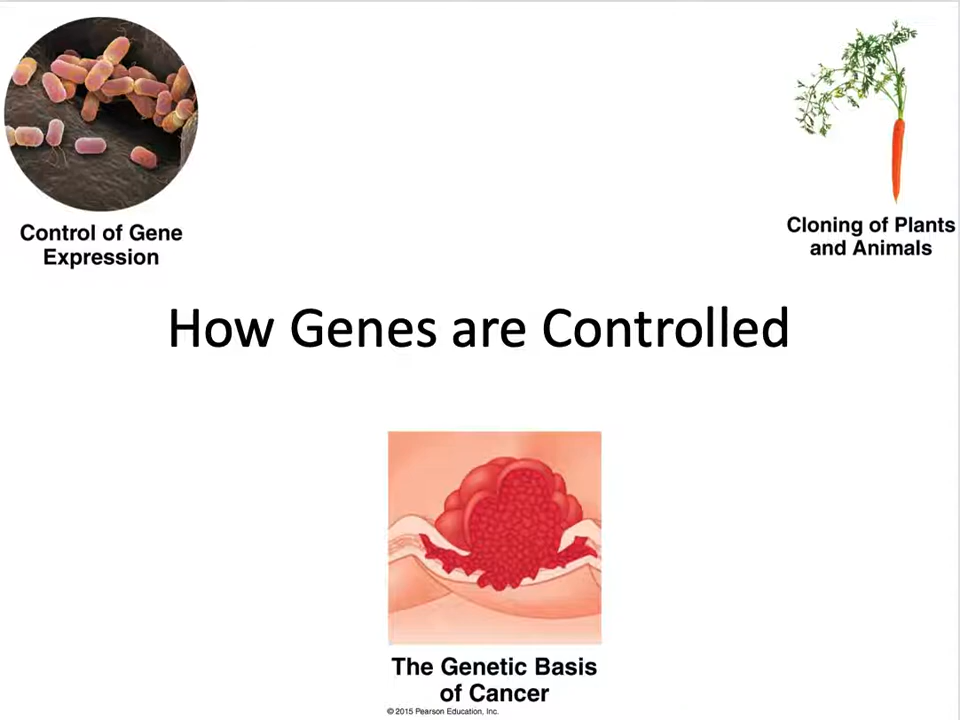 Control of Gene
Expression
Cloning of Plants
and Animals
How Genes are Controlled
The Genetic Basis
of Cancer
© 2015 Pearson Education, Inc.